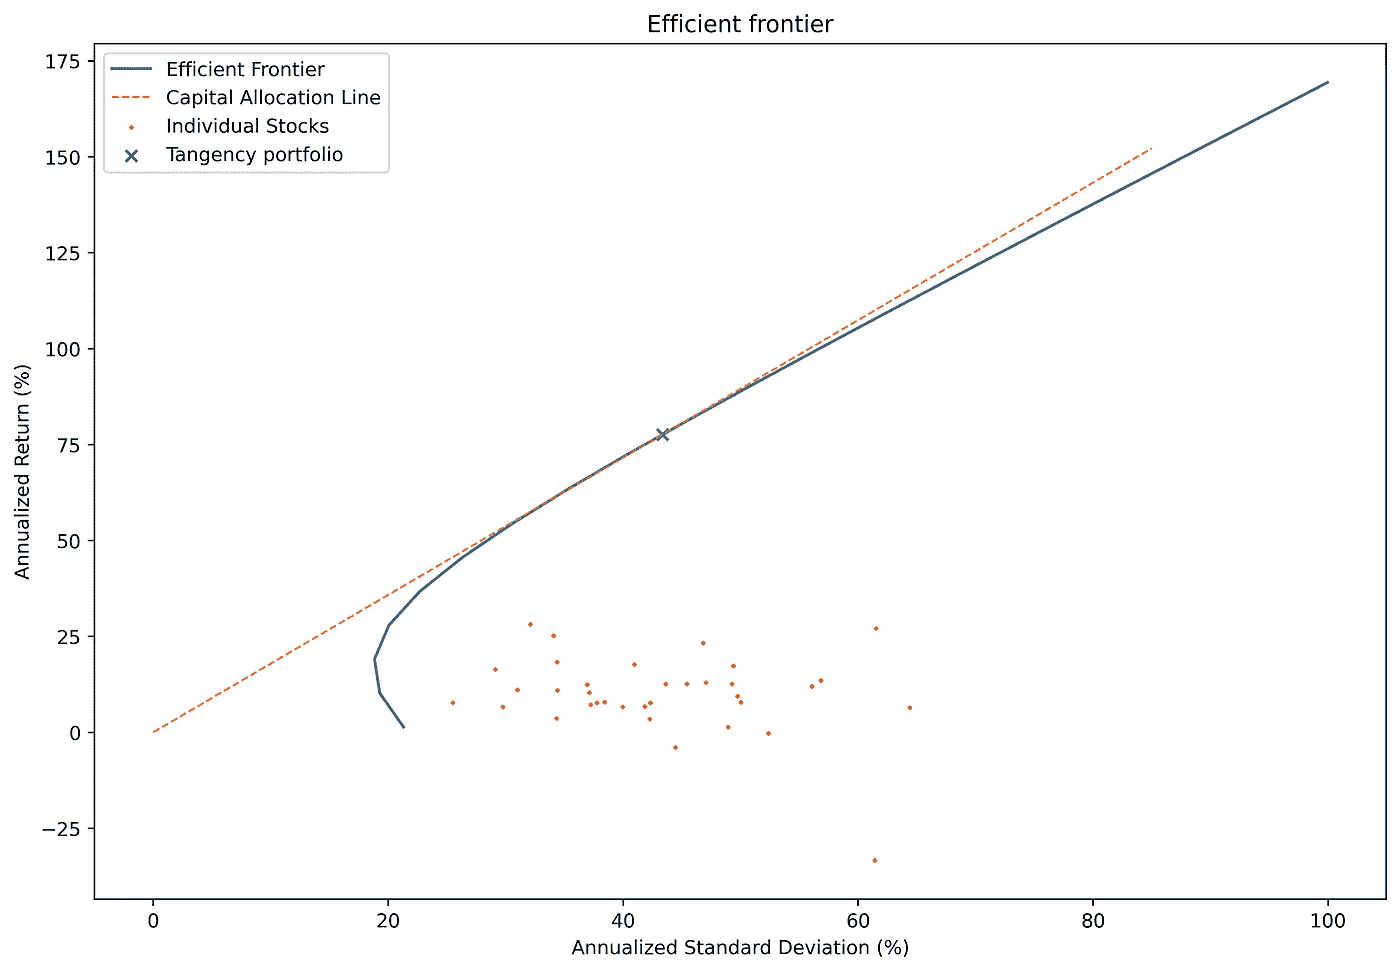 Efficient frontier
Efficient Frontier
Capital Allocation Line
Individual Stocks
Tangency portfolio
175
150
125
100
75
50
25
0
−25
Annualized Return (%)
0 20 40 60 80 100
Annualized Standard Deviation (%)